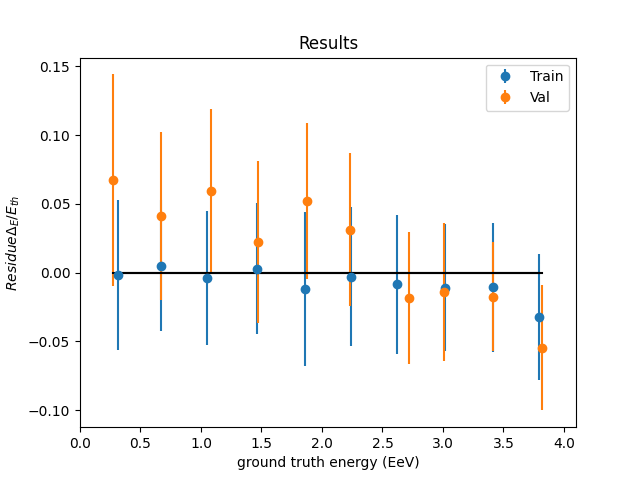 Results
0.15
0.10
0.05
0.00
−0.05
−0.10
Residue Δ_E/E_th
Train
Val
0.0 0.5 1.0 1.5 2.0 2.5 3.0 3.5 4.0
ground truth energy (EeV)